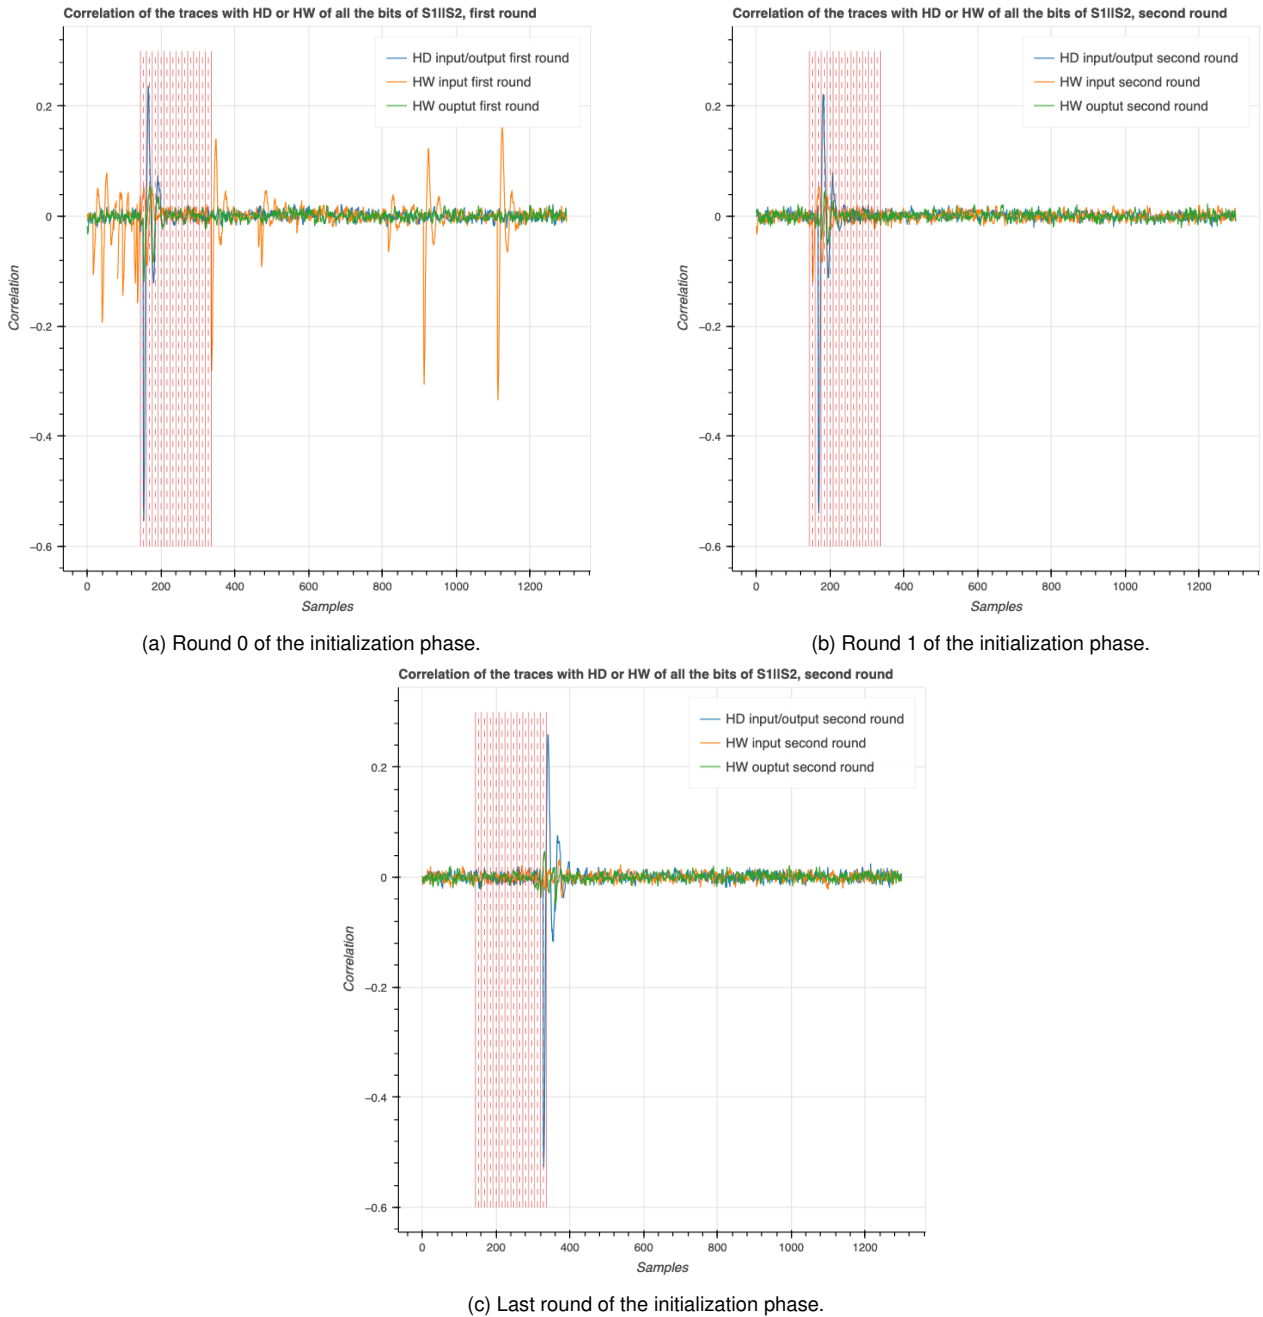 Correlation of the traces with HD or HW of all the bits of S1||S2, first round
HD input/output first round
HW input first round
HW ouptut first round
0.2
0
−0.2
−0.4
−0.6
Correlation
0 200 400 600 800 1000 1200
Samples
(a) Round 0 of the initialization phase.
Correlation of the traces with HD or HW of all the bits of S1||S2, second round
HD input/output second round
HW input second round
HW ouptut second round
0.2
0
−0.2
−0.4
−0.6
Correlation
0 200 400 600 800 1000 1200
Samples
(b) Round 1 of the initialization phase.
Correlation of the traces with HD or HW of all the bits of S1||S2, second round
HD input/output second round
HW input second round
HW ouptut second round
0.2
0
−0.2
−0.4
−0.6
Correlation
0 200 400 600 800 1000 1200
Samples
(c) Last round of the initialization phase.